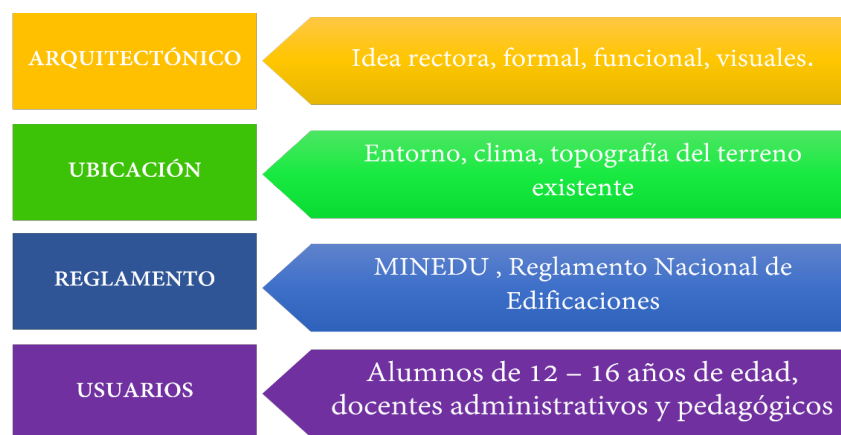 ARQUITECTÓNICO
Idea rectora, formal, funcional, visuales.
UBICACIÓN
Entorno, clima, topografía del terreno
existente
REGLAMENTO
MINEDU , Reglamento Nacional de
Edificaciones
USUARIOS
Alumnos de 12 – 16 años de edad,
docentes administrativos y pedagógicos